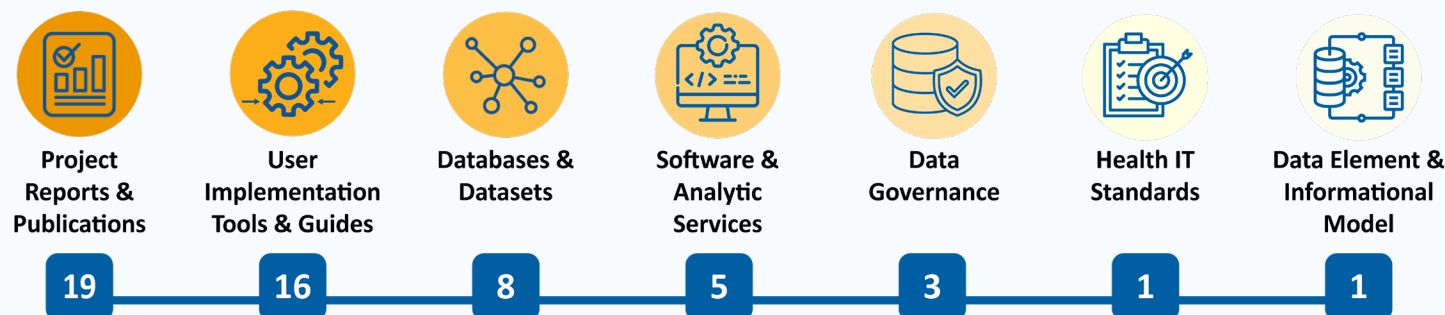 </>
Project
Reports &
Publications
User
Implementation
Tools & Guides
Databases &
Datasets
Software &
Analytic
Services
Data
Governance
Health IT
Standards
Data Element &
Informational
Model
19
16
8
5
3
1
1